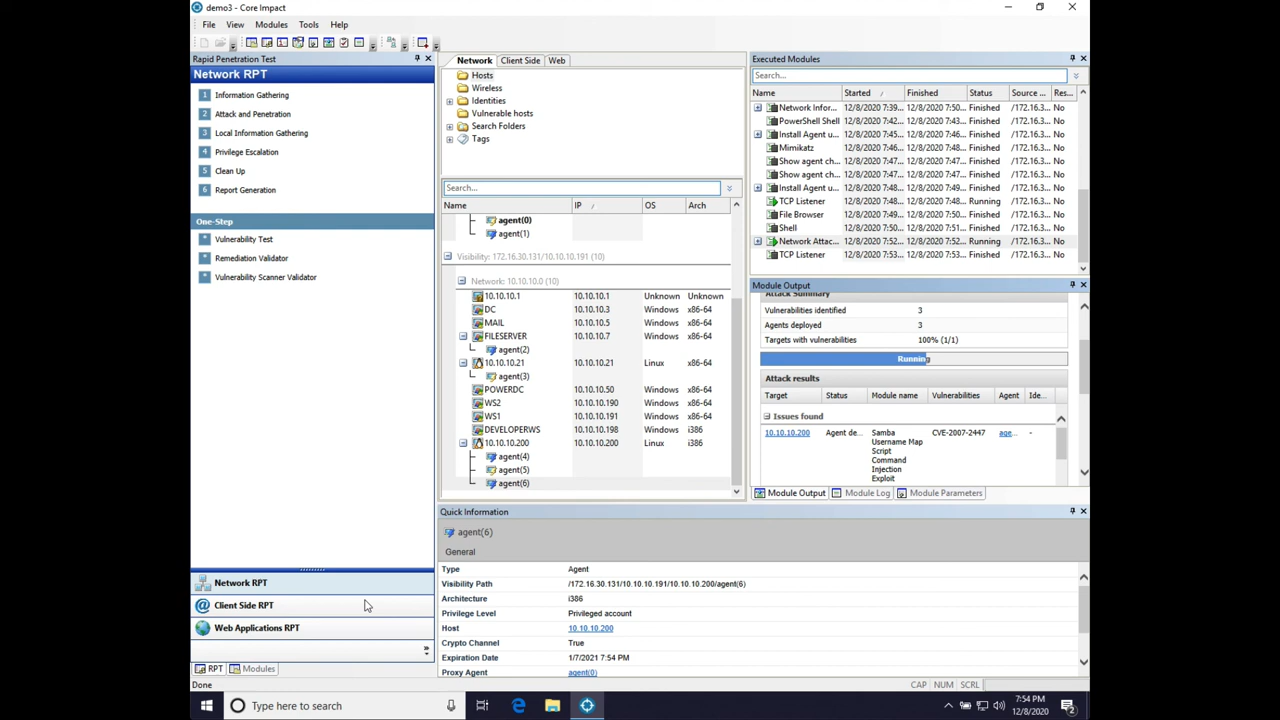 demo3 - Core Impact
File View Modules Tools Help
Rapid Penetration Test
Network RPT
1 Information Gathering
2 Attack and Penetration
3 Local Information Gathering
4 Privilege Escalation
5 Clean Up
6 Report Generation
One-Step
* Vulnerability Test
* Remediation Validator
* Vulnerability Scanner Validator
Network RPT
Client Side RPT
Web Applications RPT
RPT Modules
Done
Network Client Side Web
Hosts
Wireless
Identities
Vulnerable hosts
Search Folders
Tags
Search...
Name IP OS Arch
agent(0)
agent(1)
Visibility: 172.16.30.131/10.10.10.191 (10)
Network: 10.10.10.0 (10)
10.10.10.1 10.10.10.1 Unknown Unknown
DC 10.10.10.3 Windows x86-64
MAIL 10.10.10.5 Windows x86-64
FILESERVER 10.10.10.7 Windows x86-64
agent(2)
10.10.10.21 10.10.10.21 Linux x86-64
agent(3)
POWERDC 10.10.10.50 Windows x86-64
WS2 10.10.10.190 Windows x86-64
WS1 10.10.10.191 Windows x86-64
DEVELOPERWS 10.10.10.198 Windows i386
10.10.10.200 10.10.10.200 Linux i386
agent(4)
agent(5)
agent(6)
Executed Modules
Search...
Name Started Finished Status Source ... Res...
Network Infor... 12/8/2020 7:39... 12/8/2020 7:50... Finished /172.16.3... No
PowerShell Shell 12/8/2020 7:42... 12/8/2020 7:43... Finished /172.16.3... No
Install Agent u... 12/8/2020 7:45... 12/8/2020 7:46... Finished /172.16.3... No
Mimikatz 12/8/2020 7:46... 12/8/2020 7:46... Finished /172.16.3... No
Show agent ch... 12/8/2020 7:47... 12/8/2020 7:47... Finished /172.16.3... No
Show agent ch... 12/8/2020 7:47... 12/8/2020 7:47... Finished /172.16.3... No
Install Agent u... 12/8/2020 7:48... 12/8/2020 7:48... Finished /172.16.3... No
TCP Listener 12/8/2020 7:48... 12/8/2020 7:48... Running /172.16.3... No
File Browser 12/8/2020 7:49... 12/8/2020 7:50... Finished /172.16.3... No
Shell 12/8/2020 7:50... 12/8/2020 7:51... Finished /172.16.3... No
Network Attac... 12/8/2020 7:52... 12/8/2020 7:52... Running /172.16.3... No
TCP Listener 12/8/2020 7:53... 12/8/2020 7:53... Finished /172.16.3... No
Module Output
Attack Summary
Vulnerabilities identified 3
Agents deployed 3
Targets with vulnerabilities 100% (1/1)
Running
Attack results
Target Status Module name Vulnerabilities Agent Ide...
Issues found
10.10.10.200 Agent de... Samba CVE-2007-2447 age... -
Username Map
Script
Command
Injection
Exploit
Module Output Module Log Module Parameters
Quick Information
agent(6)
General
Type Agent
Visibility Path /172.16.30.131/10.10.10.191/10.10.10.200/agent(6)
Architecture i386
Privilege Level Privileged account
Host 10.10.10.200
Crypto Channel True
Expiration Date 1/7/2021 7:54 PM
Proxy Agent agent(0)
CAP NUM SCRL
Type here to search
7:54 PM
12/8/2020
2